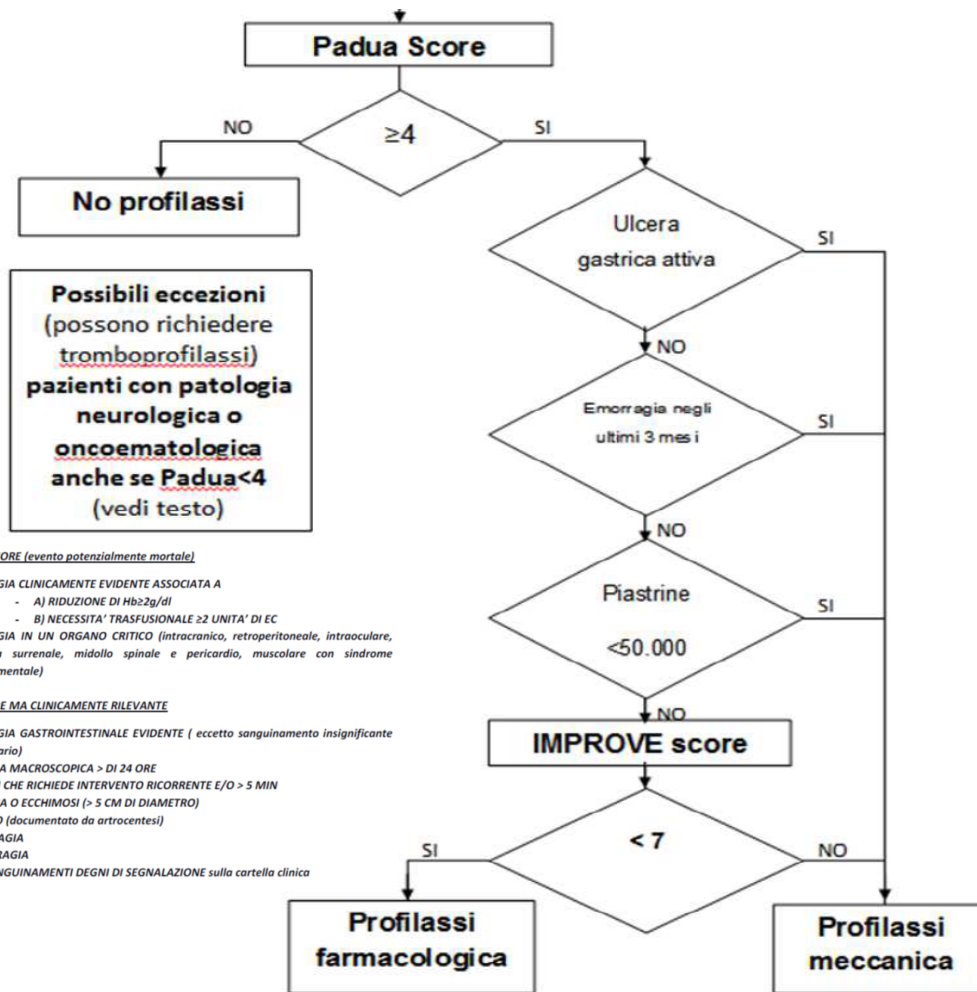 Padua Score
≥4
NO
SI
No profilassi
Ulcera
gastrica attiva
SI
NO
Possibili eccezioni
(possono richiedere
tromboprofilassi)
pazienti con patologia
neurologica o
oncoematologica
anche se Padua<4
(vedi testo)
Emorragia negli
ultimi 3 mesi
SI
NO
ORE (evento potenzialmente mortale)
GIA CLINICAMENTE EVIDENTE ASSOCIATA A
- A) RIDUZIONE DI Hb≥2g/dl
- B) NECESSITA' TRASFUSIONALE ≥2 UNITA' DI EC
GIA IN UN ORGANO CRITICO (intracranico, retroperitoneale, intraoculare,
surrenale, midollo spinale e pericardio, muscolare con sindrome
mentale)
E MA CLINICAMENTE RILEVANTE
GIA GASTROINTESTINALE EVIDENTE ( eccetto sanguinamento insignificante
ario)
A MACROSCOPICA > DI 24 ORE
CHE RICHIEDE INTERVENTO RICORRENTE E/O > 5 MIN
A O ECCHIMOSI (> 5 CM DI DIAMETRO)
O (documentato da artrocentesi)
AGIA
RAGIA
NGUINAMENTI DEGNI DI SEGNALAZIONE sulla cartella clinica
Piastrine
<50.000
SI
NO
IMPROVE score
< 7
SI
NO
Profilassi
farmacologica
Profilassi
meccanica